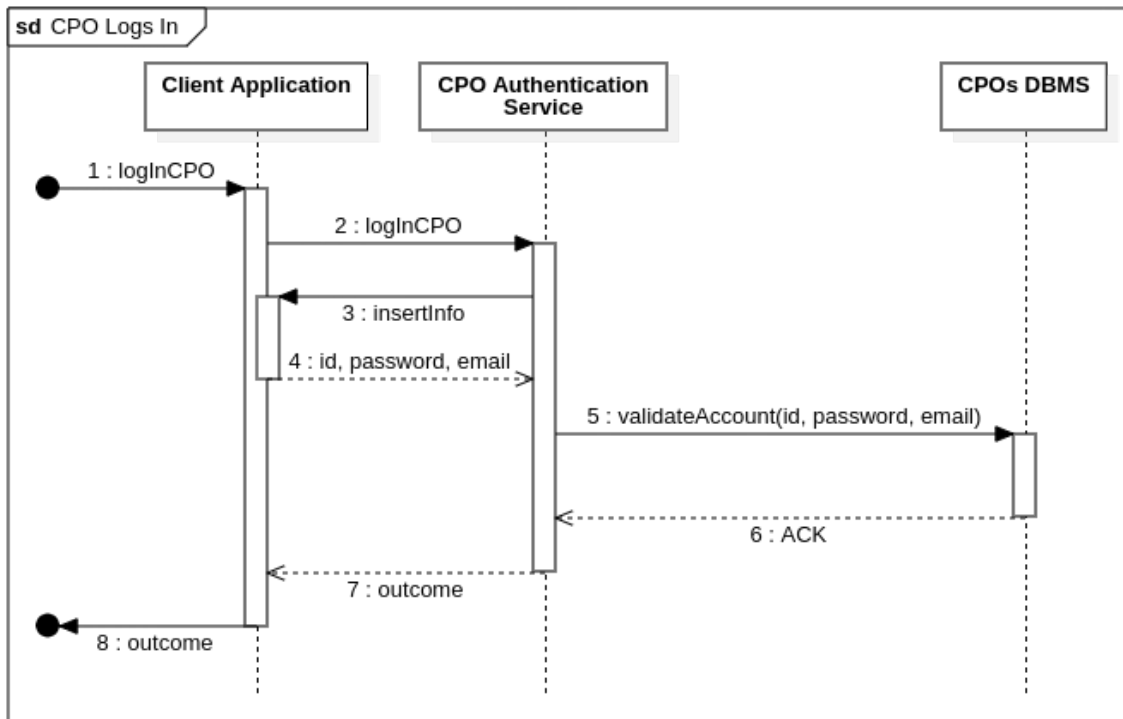 sd CPO Logs In
Client Application
CPO Authentication
Service
CPOs DBMS
1 : logInCPO
2 : logInCPO
3 : insertInfo
4 : id, password, email
5 : validateAccount(id, password, email)
6 : ACK
7 : outcome
8 : outcome